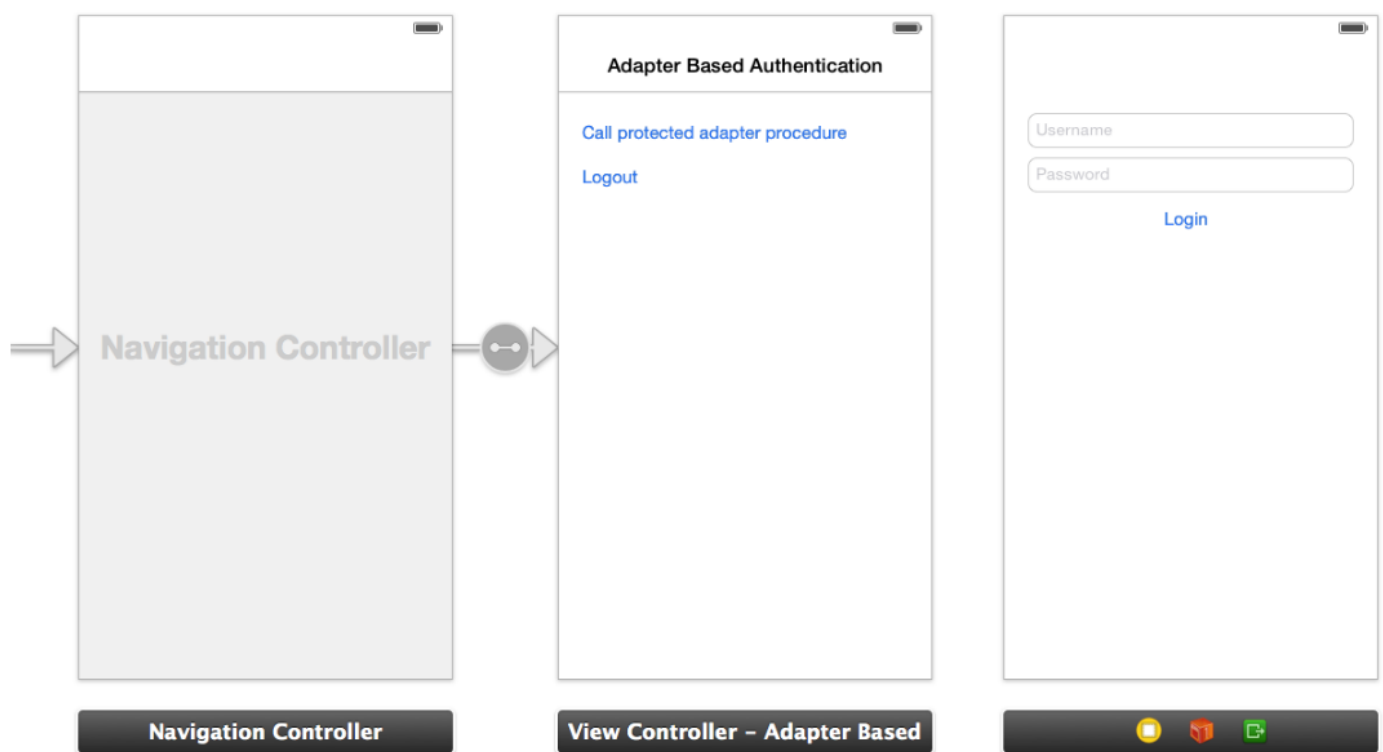 Navigation Controller
Navigation Controller
Adapter Based Authentication
Call protected adapter procedure
Logout
View Controller – Adapter Based
Username
Password
Login